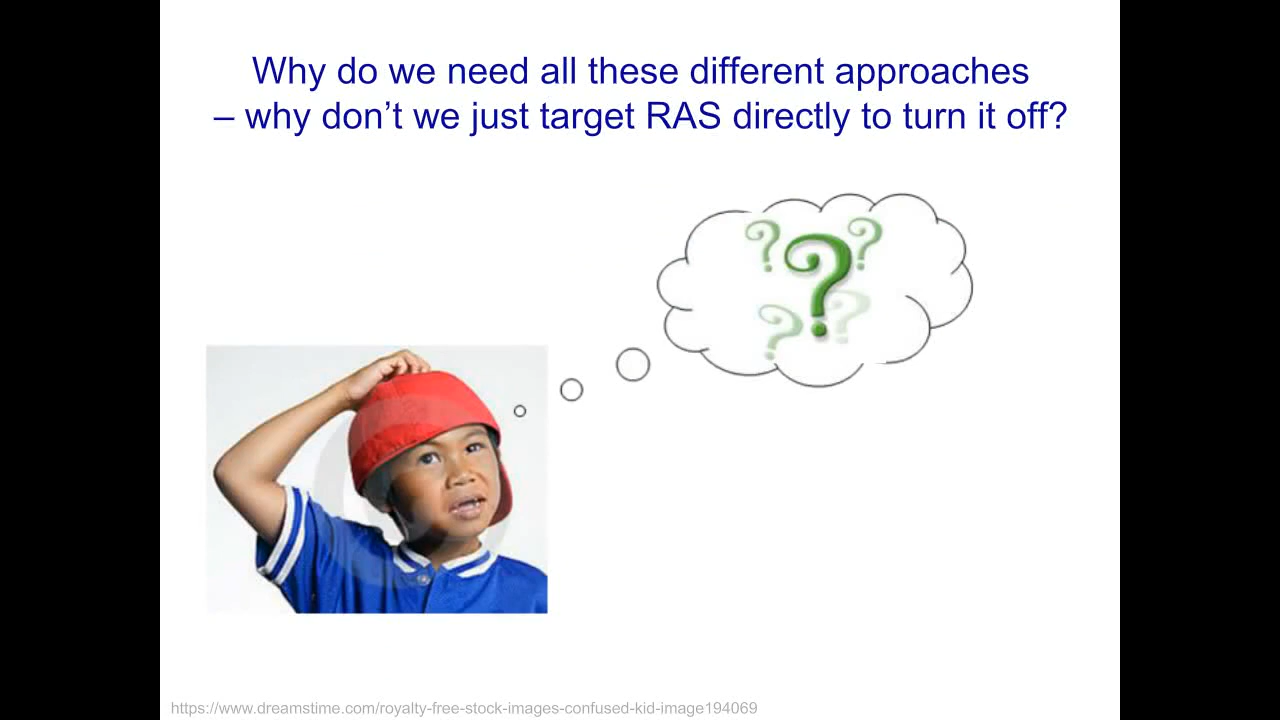 Why do we need all these different approaches
– why don’t we just target RAS directly to turn it off?
? ? ?
? ?
https://www.dreamstime.com/royalty-free-stock-images-confused-kid-image194069